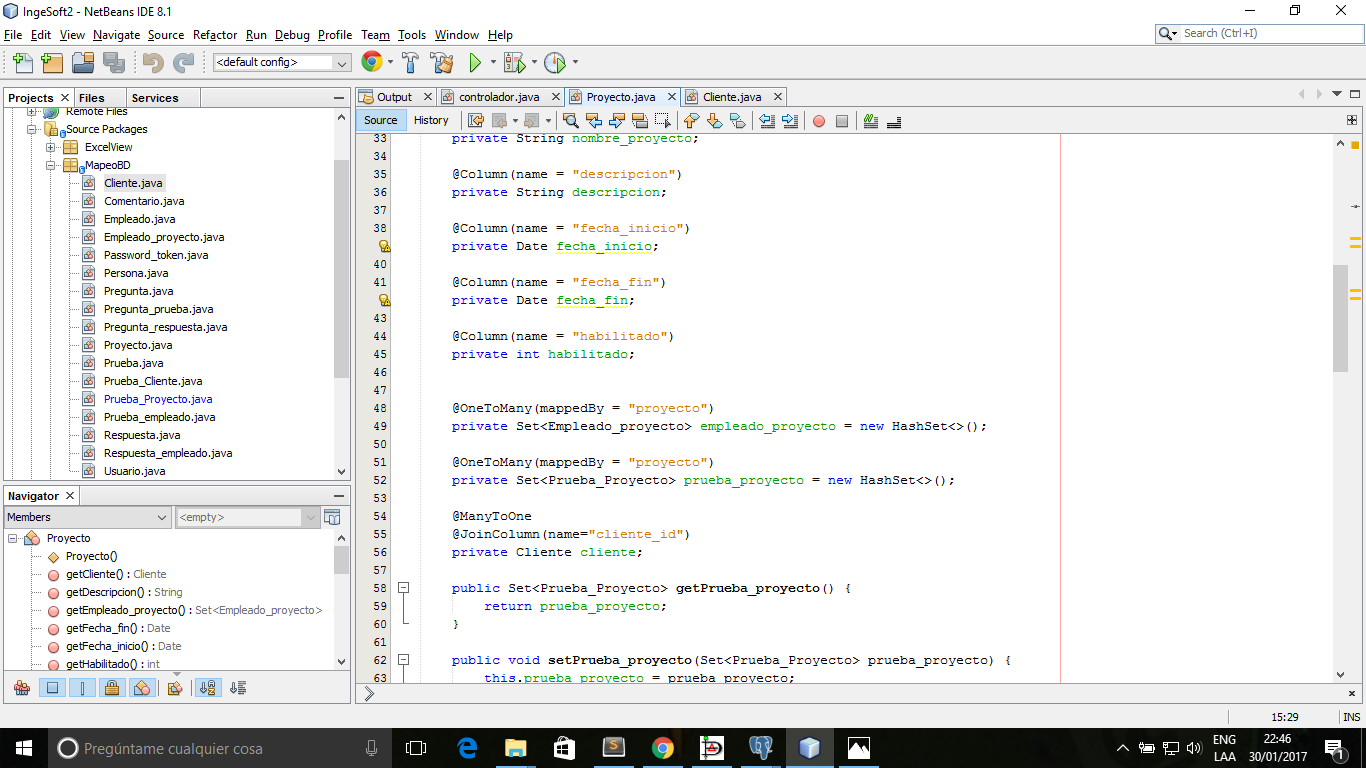 IngeSoft2 - NetBeans IDE 8.1
File Edit View Navigate Source Refactor Run Debug Profile Team Tools Window Help
Search (Ctrl+I)
<default config>
Projects Files Services
Output controlador.java Proyecto.java Cliente.java
Source History
Remote Files
Source Packages
ExcelView
MapeoBD
Cliente.java
Comentario.java
Empleado.java
Empleado_proyecto.java
Password_token.java
Persona.java
Pregunta.java
Pregunta_prueba.java
Pregunta_respuesta.java
Proyecto.java
Prueba.java
Prueba_Cliente.java
Prueba_Proyecto.java
Prueba_empleado.java
Respuesta.java
Respuesta_empleado.java
Usuario.java
Navigator
Members <empty>
Proyecto
Proyecto()
getCliente() : Cliente
getDescripcion() : String
getEmpleado_proyecto() : Set<Empleado_proyecto>
getFecha_fin() : Date
getFecha_inicio() : Date
getHabilitado() : int
33 private String nombre_proyecto;
34
35 @Column(name = "descripcion")
36 private String descripcion;
37
38 @Column(name = "fecha_inicio")
private Date fecha_inicio;
40
41 @Column(name = "fecha_fin")
private Date fecha_fin;
43
44 @Column(name = "habilitado")
45 private int habilitado;
46
47
48 @OneToMany(mappedBy = "proyecto")
49 private Set<Empleado_proyecto> empleado_proyecto = new HashSet<>();
50
51 @OneToMany(mappedBy = "proyecto")
52 private Set<Prueba_Proyecto> prueba_proyecto = new HashSet<>();
53
54 @ManyToOne
55 @JoinColumn(name="cliente_id")
56 private Cliente cliente;
57
58 public Set<Prueba_Proyecto> getPrueba_proyecto() {
59 return prueba_proyecto;
60 }
61
62 public void setPrueba_proyecto(Set<Prueba_Proyecto> prueba_proyecto) {
63 this.prueba_proyecto = prueba_proyecto;
15:29 INS
Pregúntame cualquier cosa
ENG 22:46
LAA 30/01/2017
1